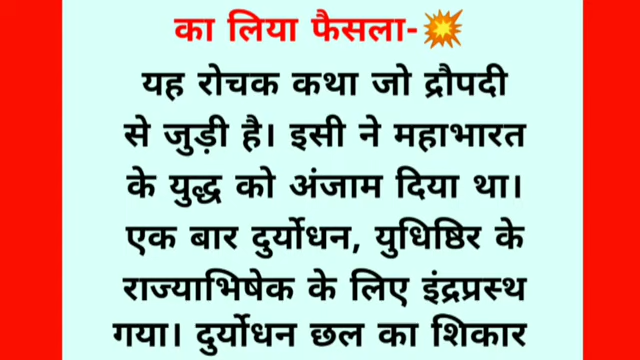 का लिया फैसला-💥
यह रोचक कथा जो द्रौपदी
से जुड़ी है। इसी ने महाभारत
के युद्ध को अंजाम दिया था।
एक बार दुर्योधन, युधिष्ठिर के
राज्याभिषेक के लिए इंद्रप्रस्थ
गया। दुर्योधन छल का शिकार